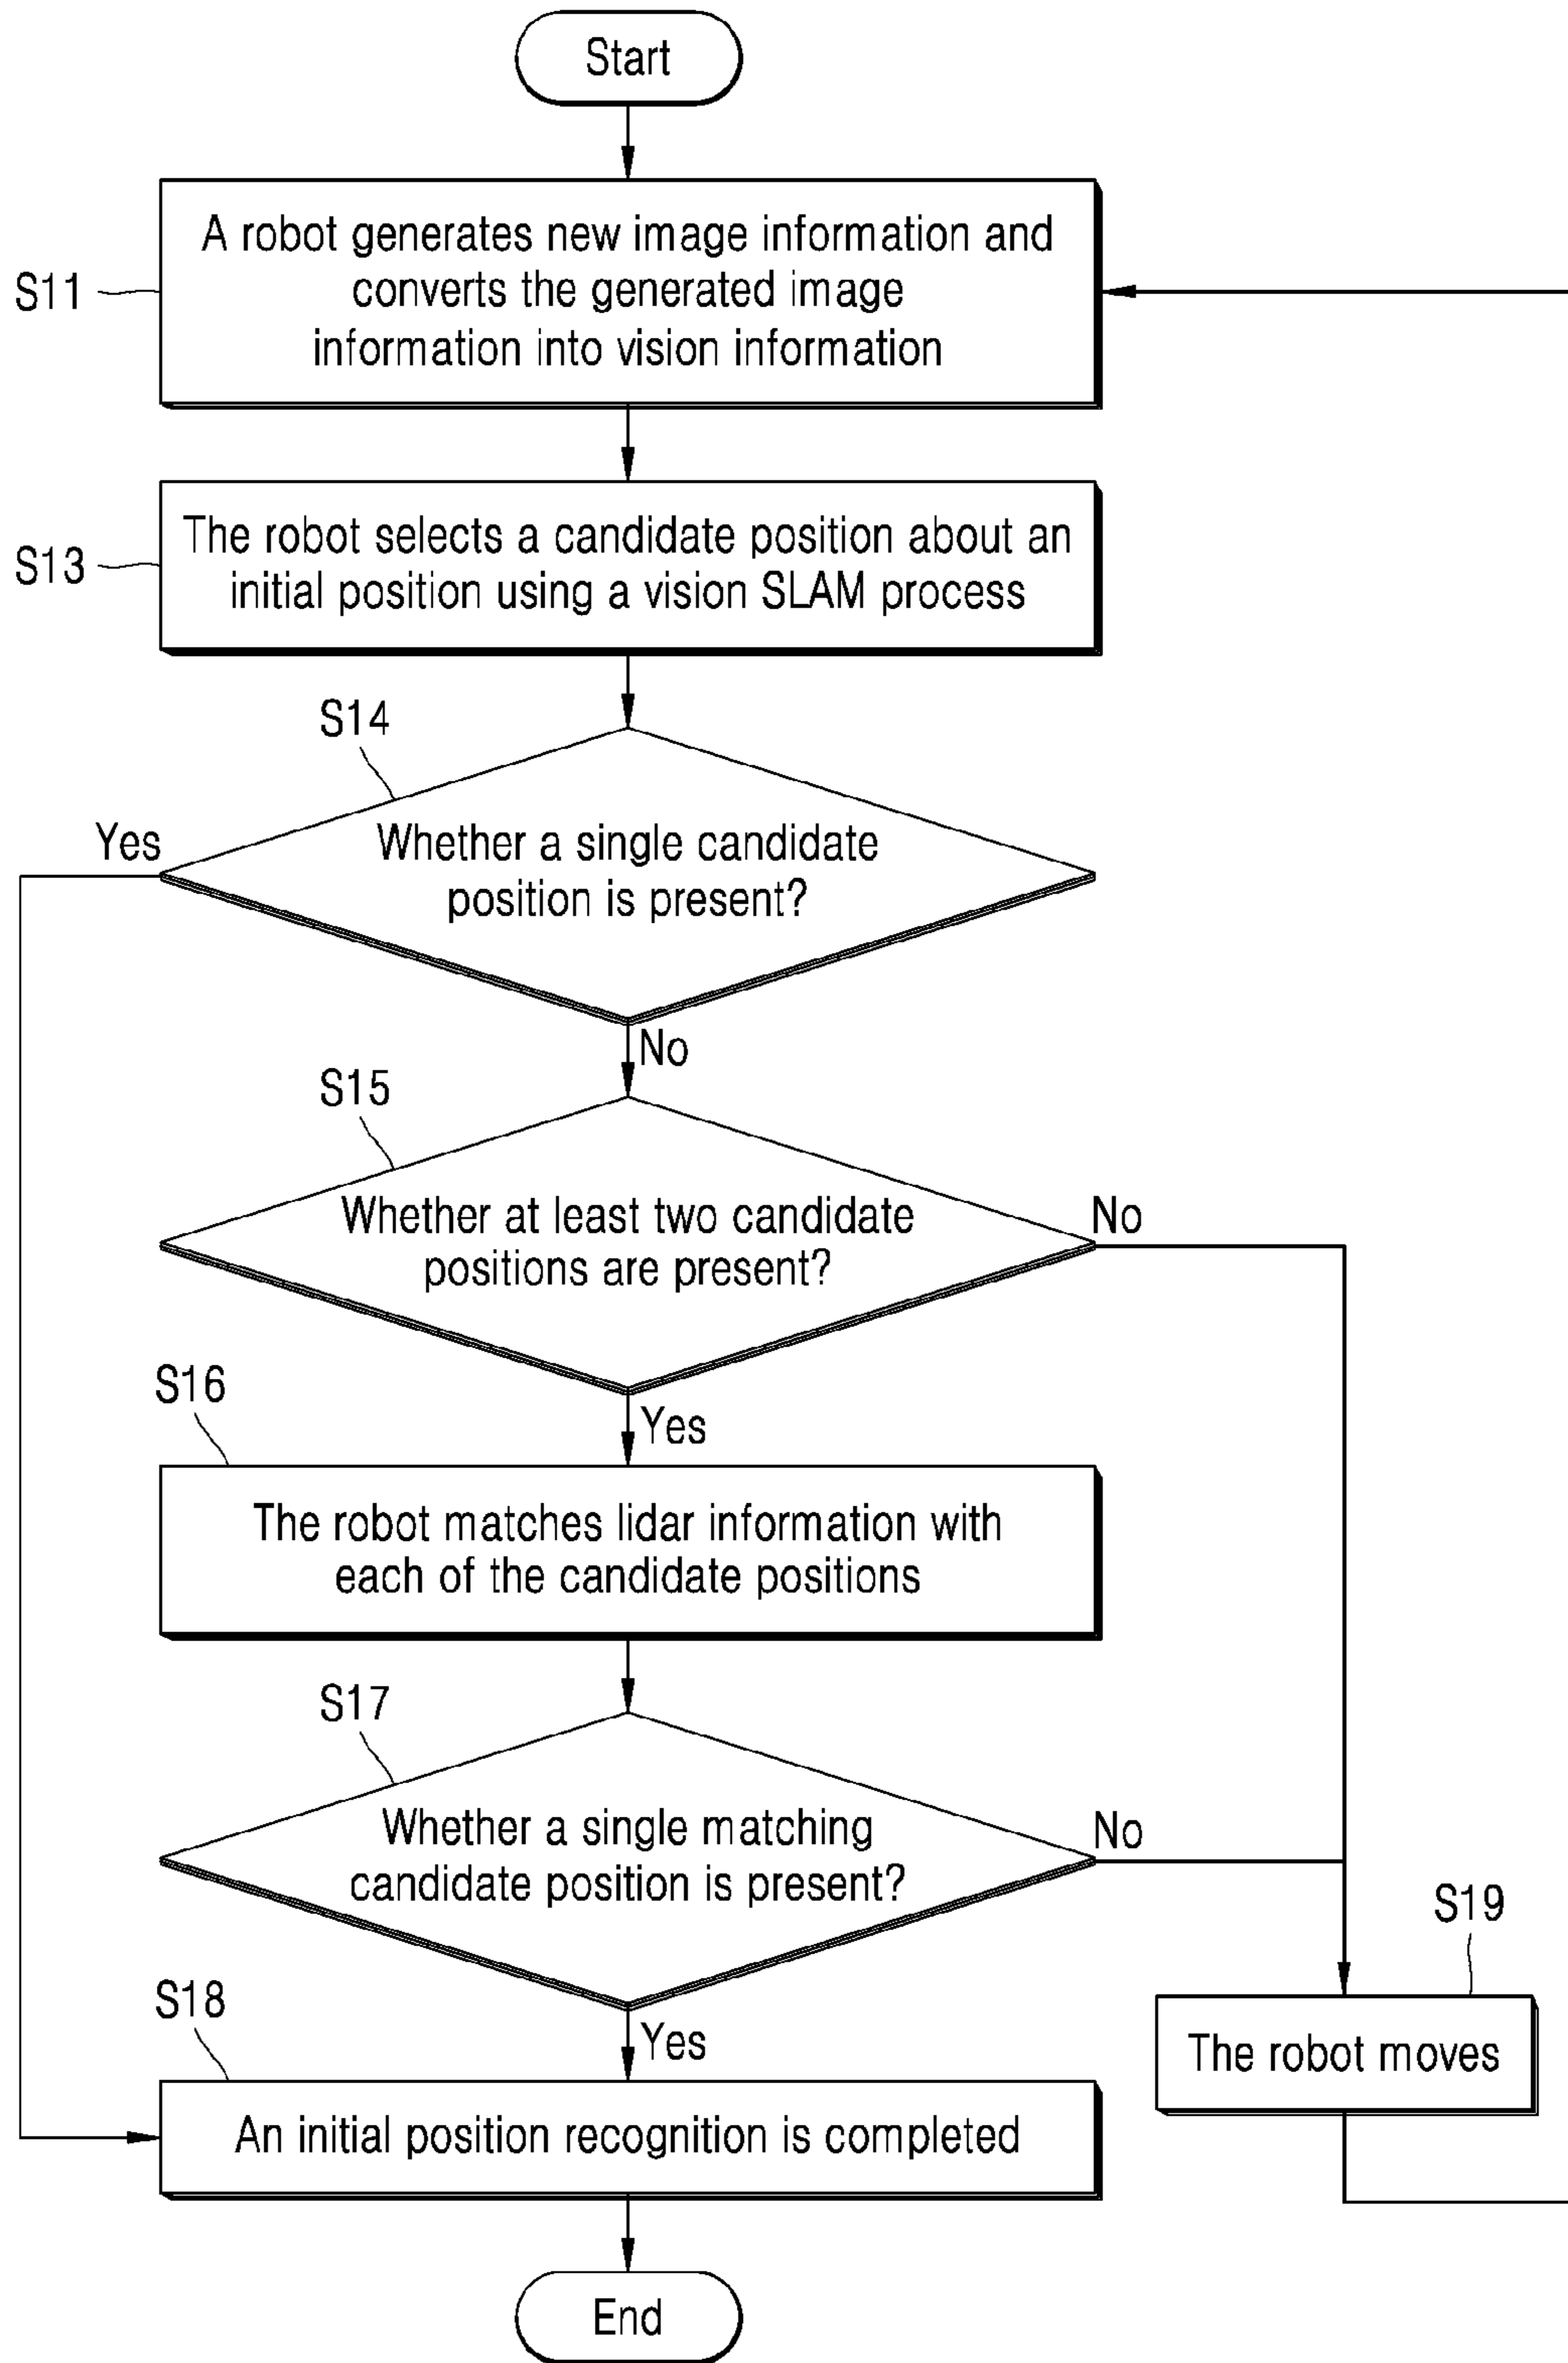 Start
S11
A robot generates new image information and
converts the generated image
information into vision information
S13
The robot selects a candidate position about an
initial position using a vision SLAM process
S14
Yes
Whether a single candidate
position is present?
No
S15
Whether at least two candidate
positions are present?
No
Yes
S16
The robot matches lidar information with
each of the candidate positions
S17
Whether a single matching
candidate position is present?
No
S19
The robot moves
Yes
S18
An initial position recognition is completed
End